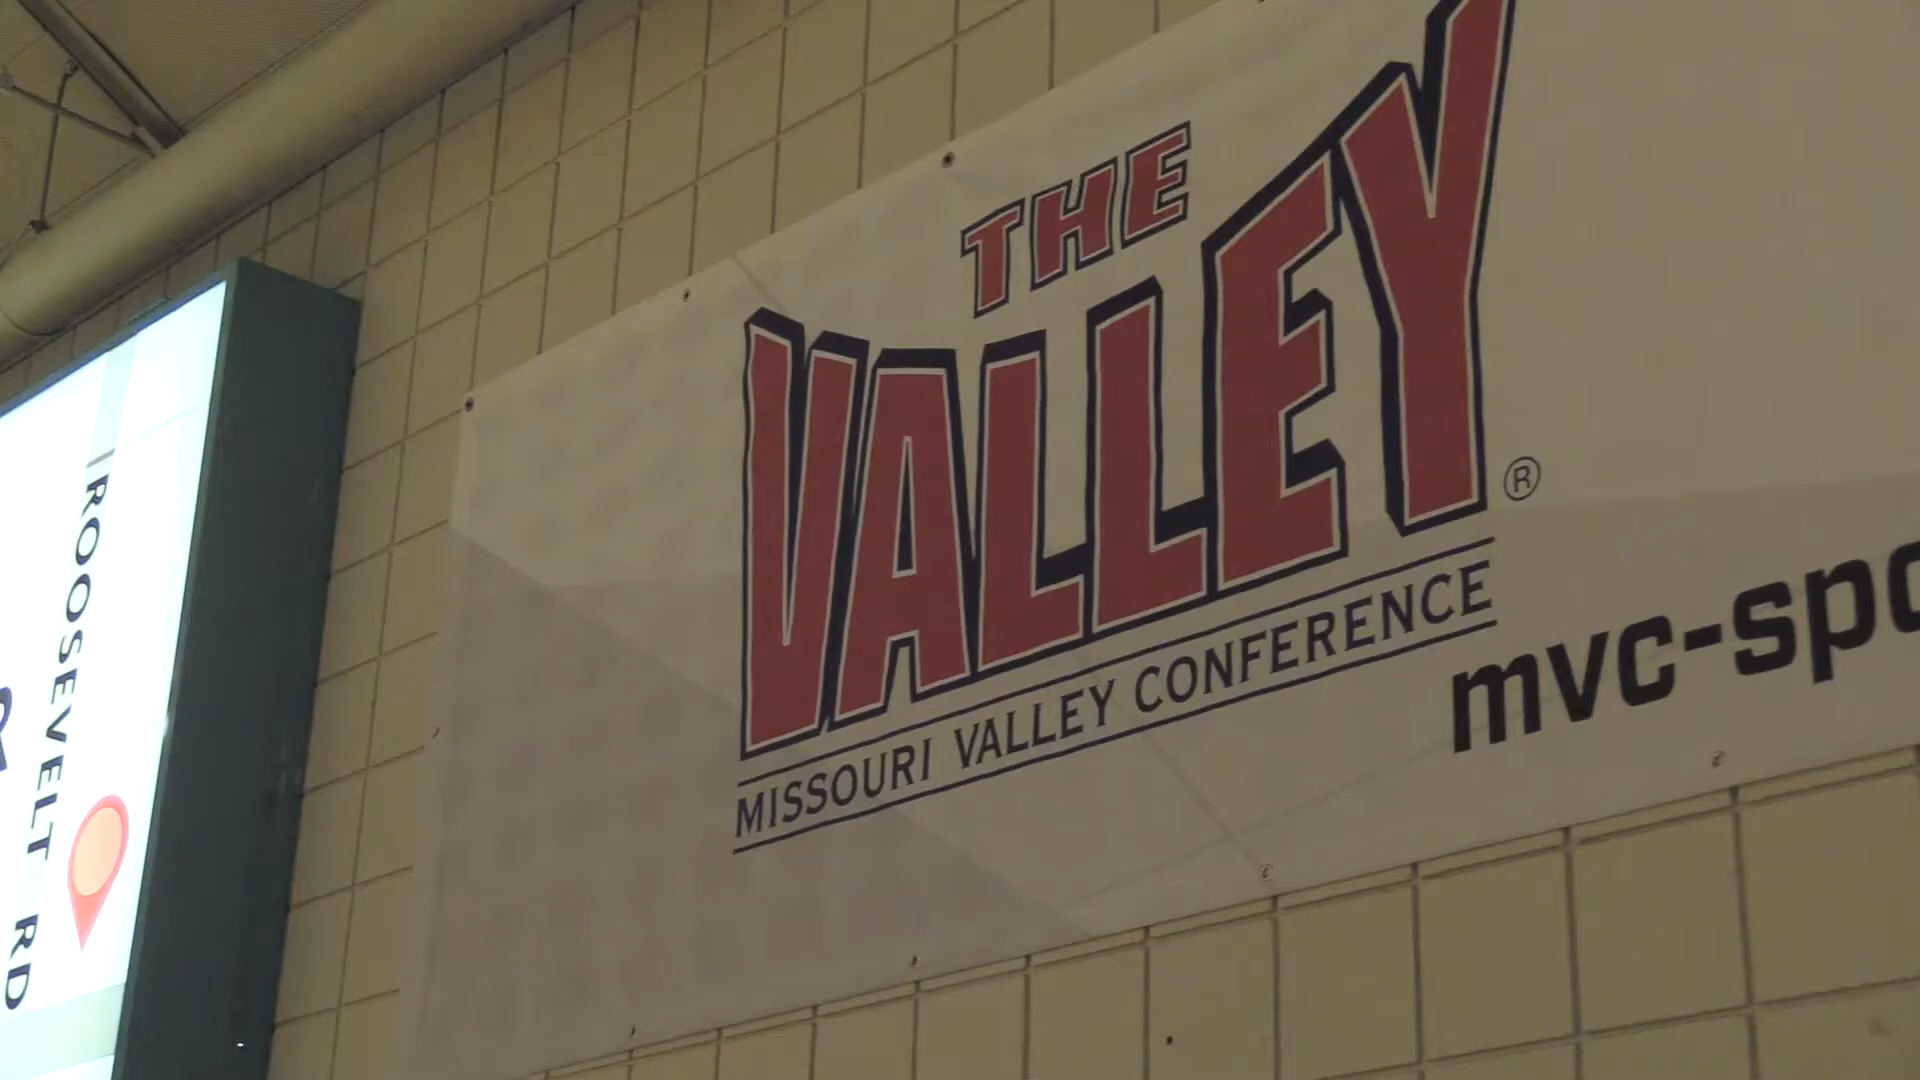 THE
VALLEY
®
MISSOURI VALLEY CONFERENCE
mvc-spo
ROOSEVELT RD